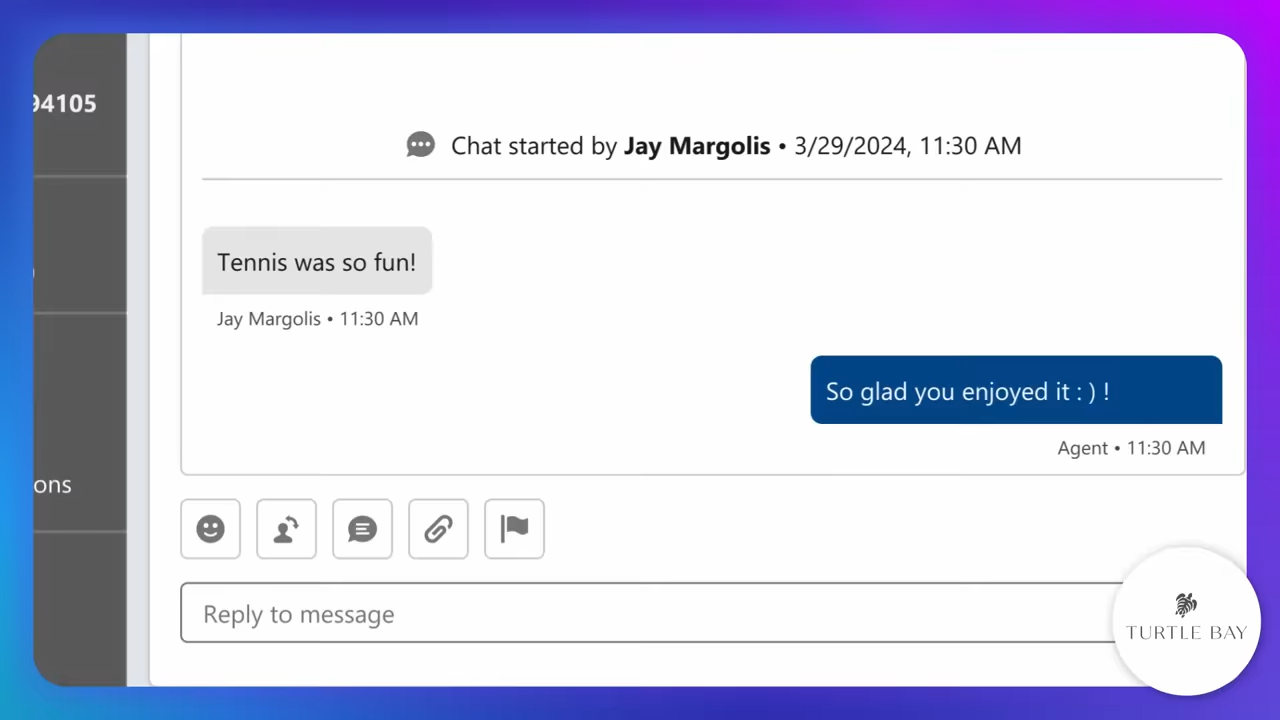 94105
ons
Chat started by Jay Margolis • 3/29/2024, 11:30 AM
Tennis was so fun!
Jay Margolis • 11:30 AM
So glad you enjoyed it : ) !
Agent • 11:30 AM
Reply to message
TURTLE BAY